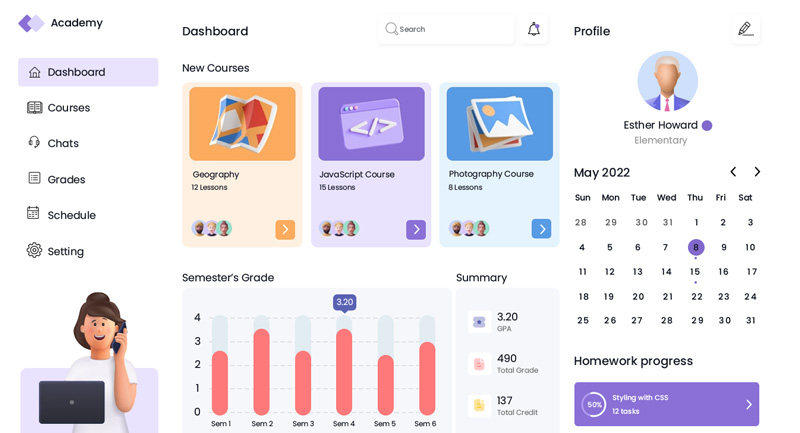 Academy
Dashboard
Courses
Chats
Grades
Schedule
Setting
Dashboard
Search
New Courses
Geography
12 Lessons
JavaScript Course
15 Lessons
Photography Course
8 Lessons
Semester's Grade
3.20
4
3
2
1
0
Sem 1 Sem 2 Sem 3 Sem 4 Sem 5 Sem 6
Summary
3.20
GPA
490
Total Grade
137
Total Credit
Profile
Esther Howard
Elementary
May 2022
Sun Mon Tue Wed Thu Fri Sat
28 29 30 31 1 2 3
4 5 6 7 8 9 10
11 12 13 14 15 16 17
18 19 20 21 22 23 24
25 26 27 28 29 30 31
Homework progress
50%
Styling with CSS
12 tasks